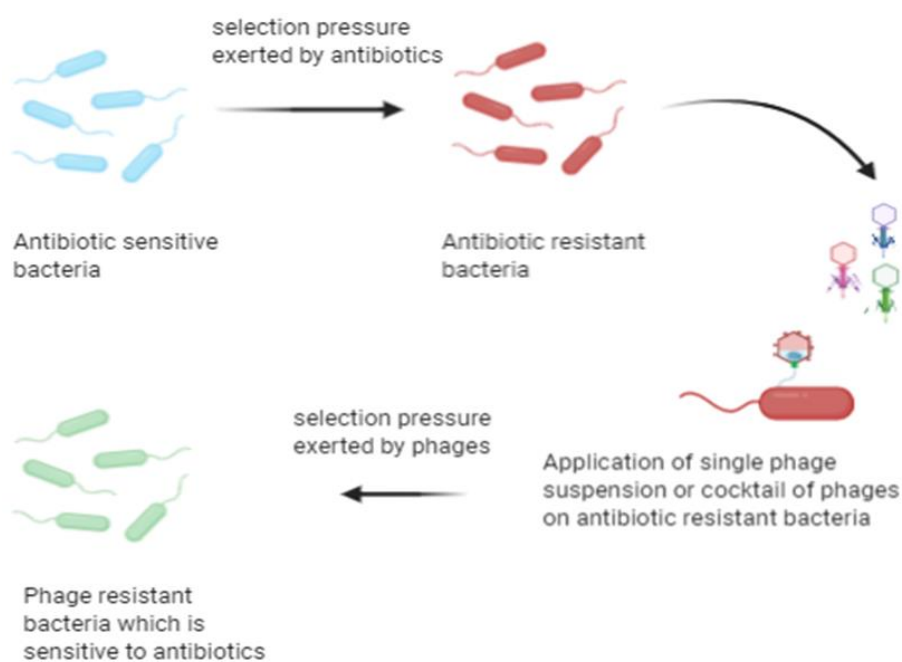 selection pressure
exerted by antibiotics
Antibiotic sensitive
bacteria
Antibiotic resistant
bacteria
selection pressure
exerted by phages
Application of single phage
suspension or cocktail of phages
on antibiotic resistant bacteria
Phage resistant
bacteria which is
sensitive to antibiotics